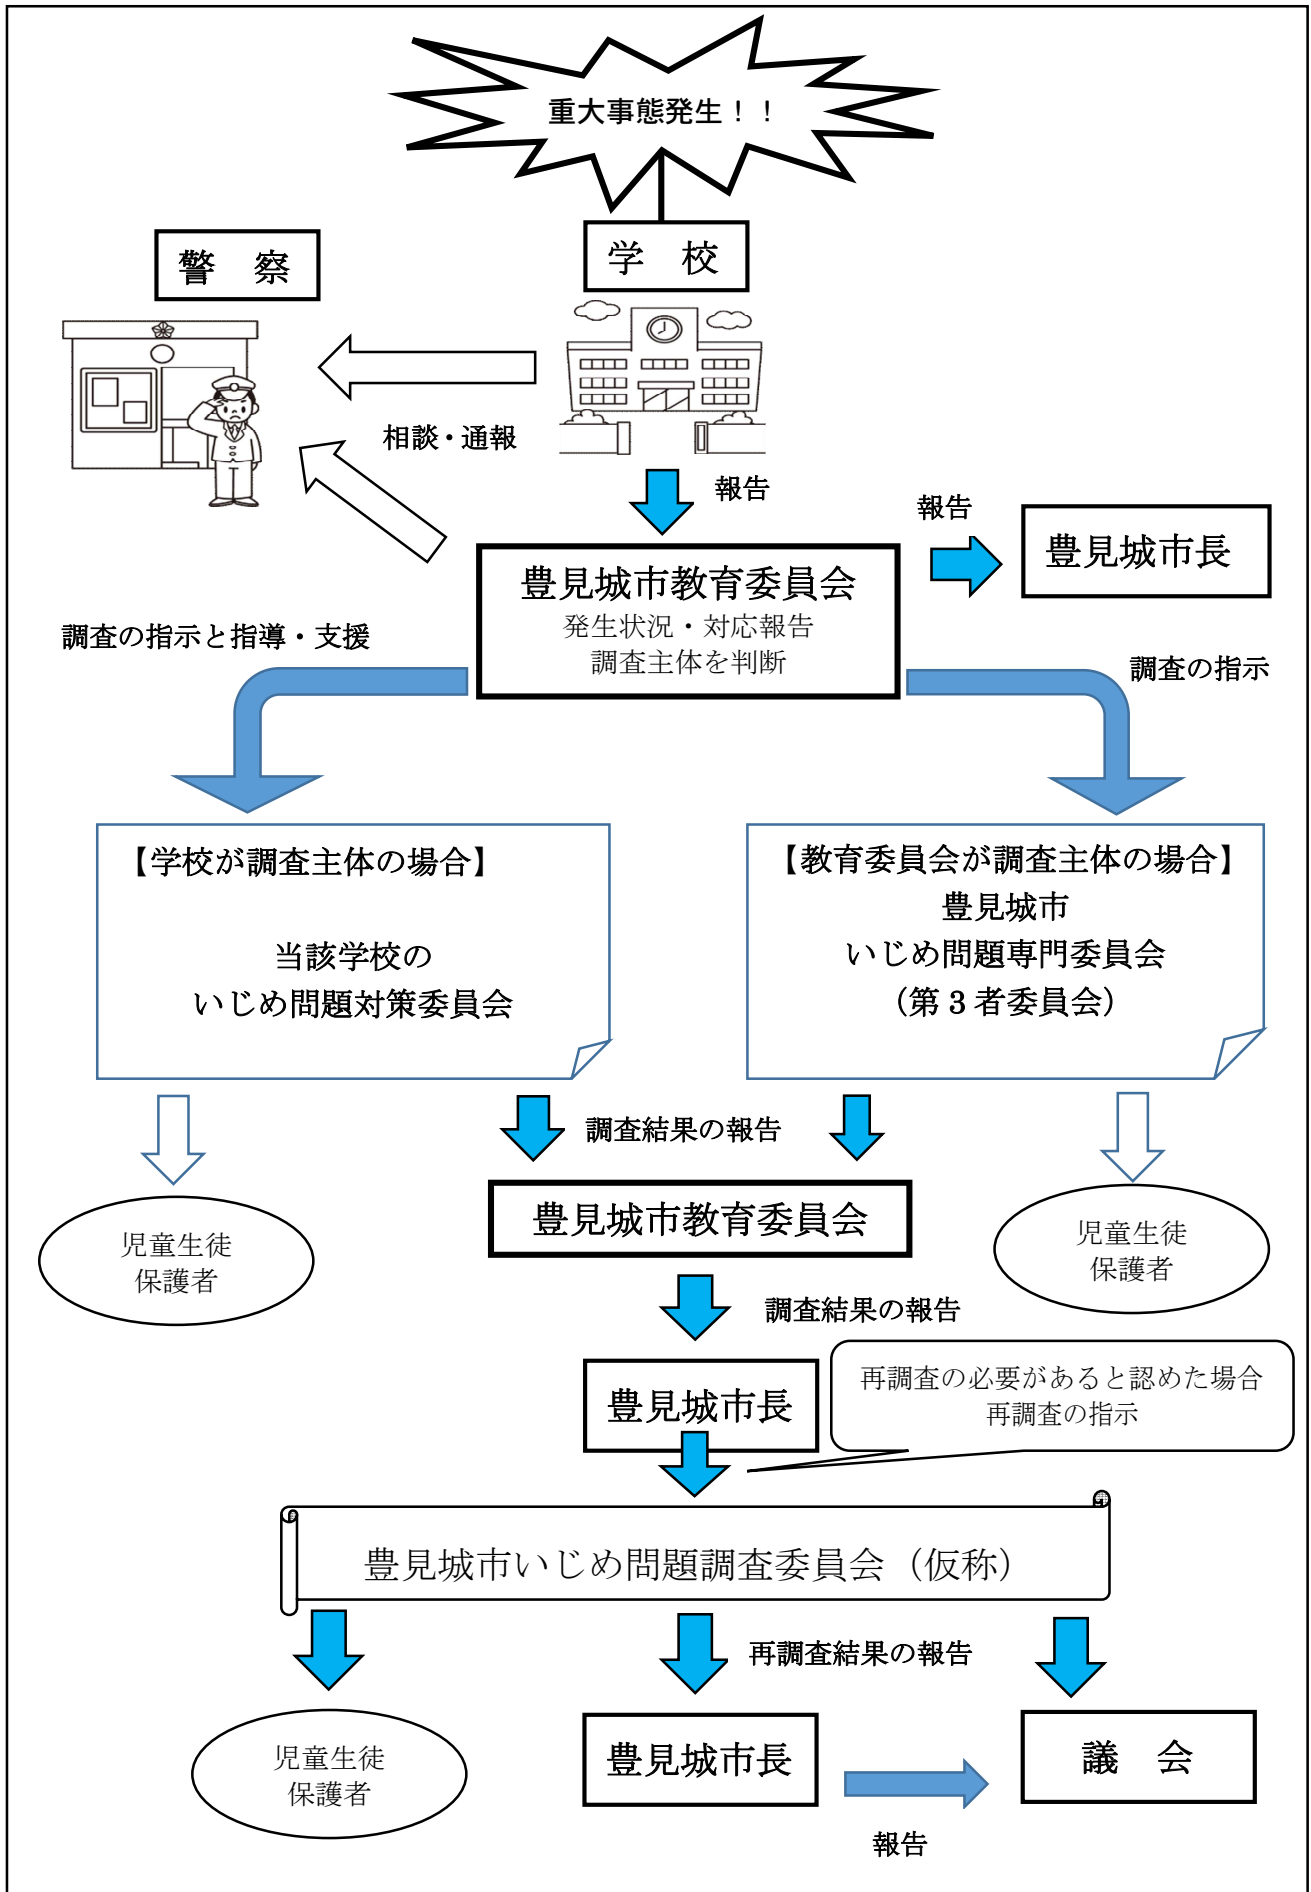 重大事態発生！！
学　校
警　察
相談・通報
報告
報告
豊見城市長
豊見城市教育委員会
発生状況・対応報告
調査主体を判断
調査の指示と指導・支援
調査の指示
【学校が調査主体の場合】
当該学校の
いじめ問題対策委員会
【教育委員会が調査主体の場合】
豊見城市
いじめ問題専門委員会
（第3者委員会）
調査結果の報告
豊見城市教育委員会
児童生徒
保護者
児童生徒
保護者
調査結果の報告
豊見城市長
再調査の必要があると認めた場合
再調査の指示
豊見城市いじめ問題調査委員会（仮称）
再調査結果の報告
児童生徒
保護者
豊見城市長
議　会
報告